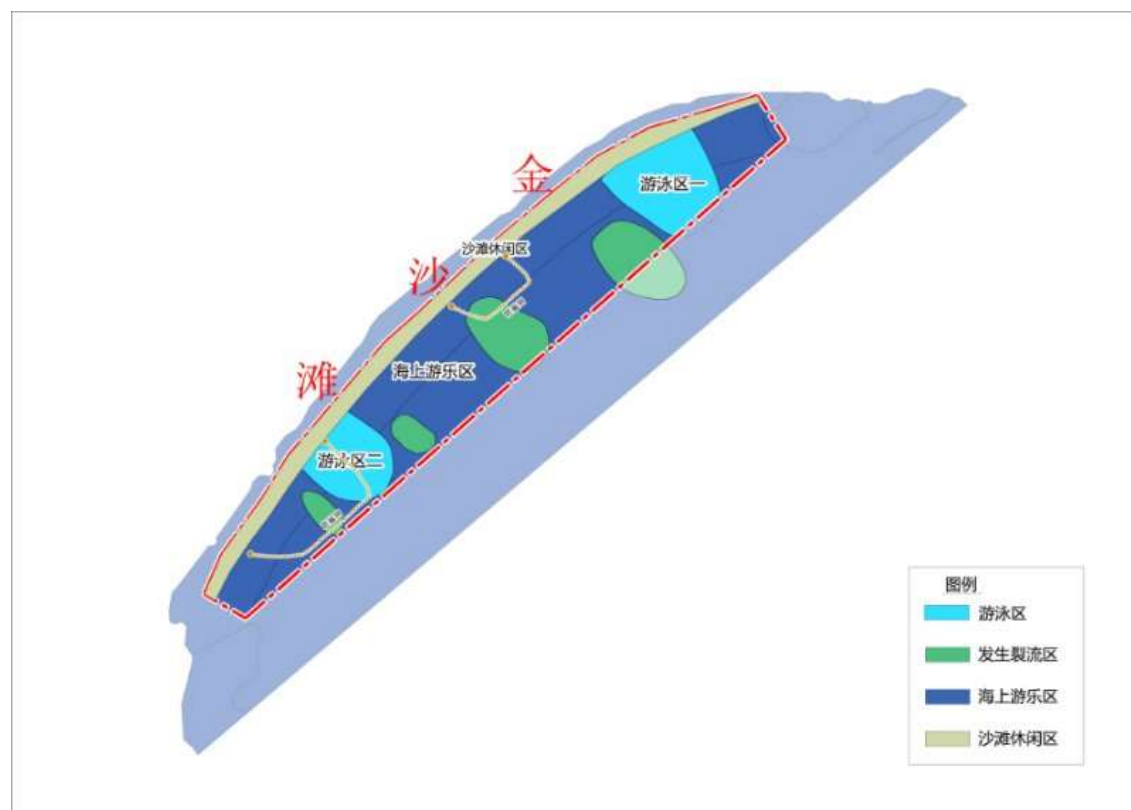 金
沙
滩
游泳区一
沙滩休闲区
海上游乐区
游泳区二
图例
游泳区
发生裂流区
海上游乐区
沙滩休闲区